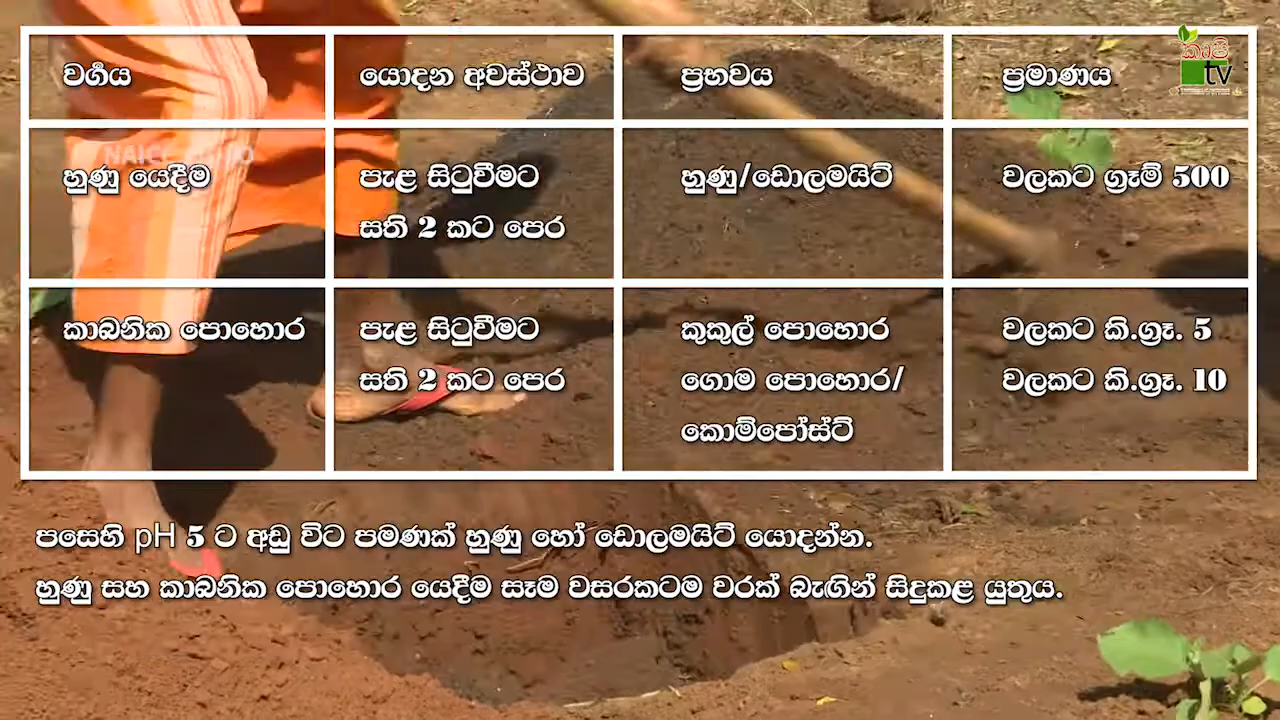 කෘෂි
tv
වර්ගය
යොදන අවස්ථාව
ප්‍රභවය
ප්‍රමාණය
හුණු යෙදීම
පැළ සිටුවීමට
සති 2 කට පෙර
හුණු/ඩොලමයිට්
වලකට ග්‍රෑම් 500
කාබනික පොහොර
පැළ සිටුවීමට
සති 2 කට පෙර
කුකුල් පොහොර
ගොම පොහොර/
කොම්පෝස්ට්
වලකට කි.ග්‍රෑ. 5
වලකට කි.ග්‍රෑ. 10
පසෙහි pH 5 ට අඩු විට පමණක් හුණු හෝ ඩොලමයිට් යොදන්න.
හුණු සහ කාබනික පොහොර යෙදීම සෑම වසරකටම වරක් බැඟින් සිදුකළ යුතුය.